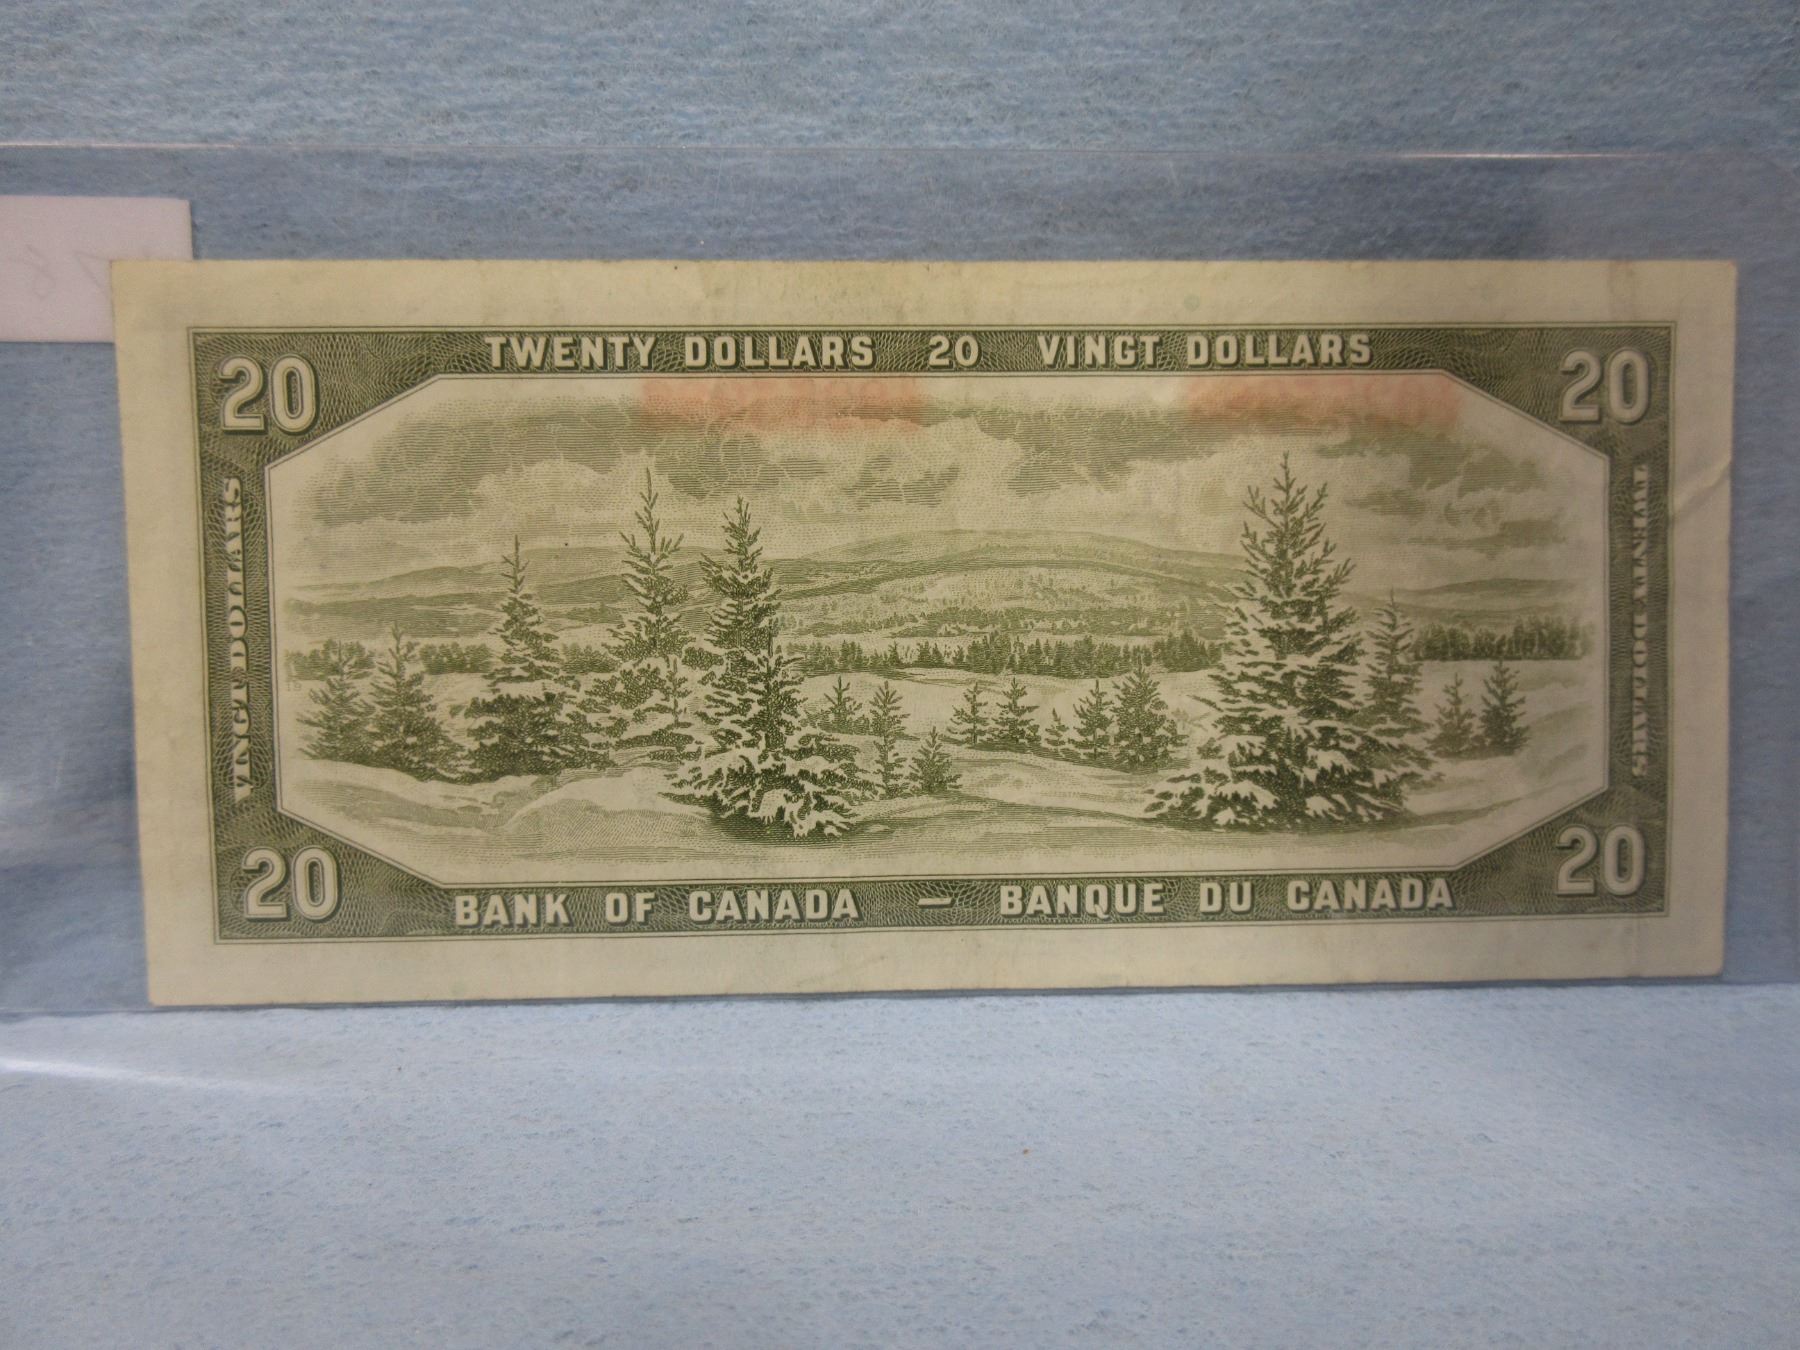 TWENTY DOLLARS 20 VINGT DOLLARS
20
20
VINGT DOLLARS
TWENTY DOLLARS
20
20
BANK OF CANADA — BANQUE DU CANADA